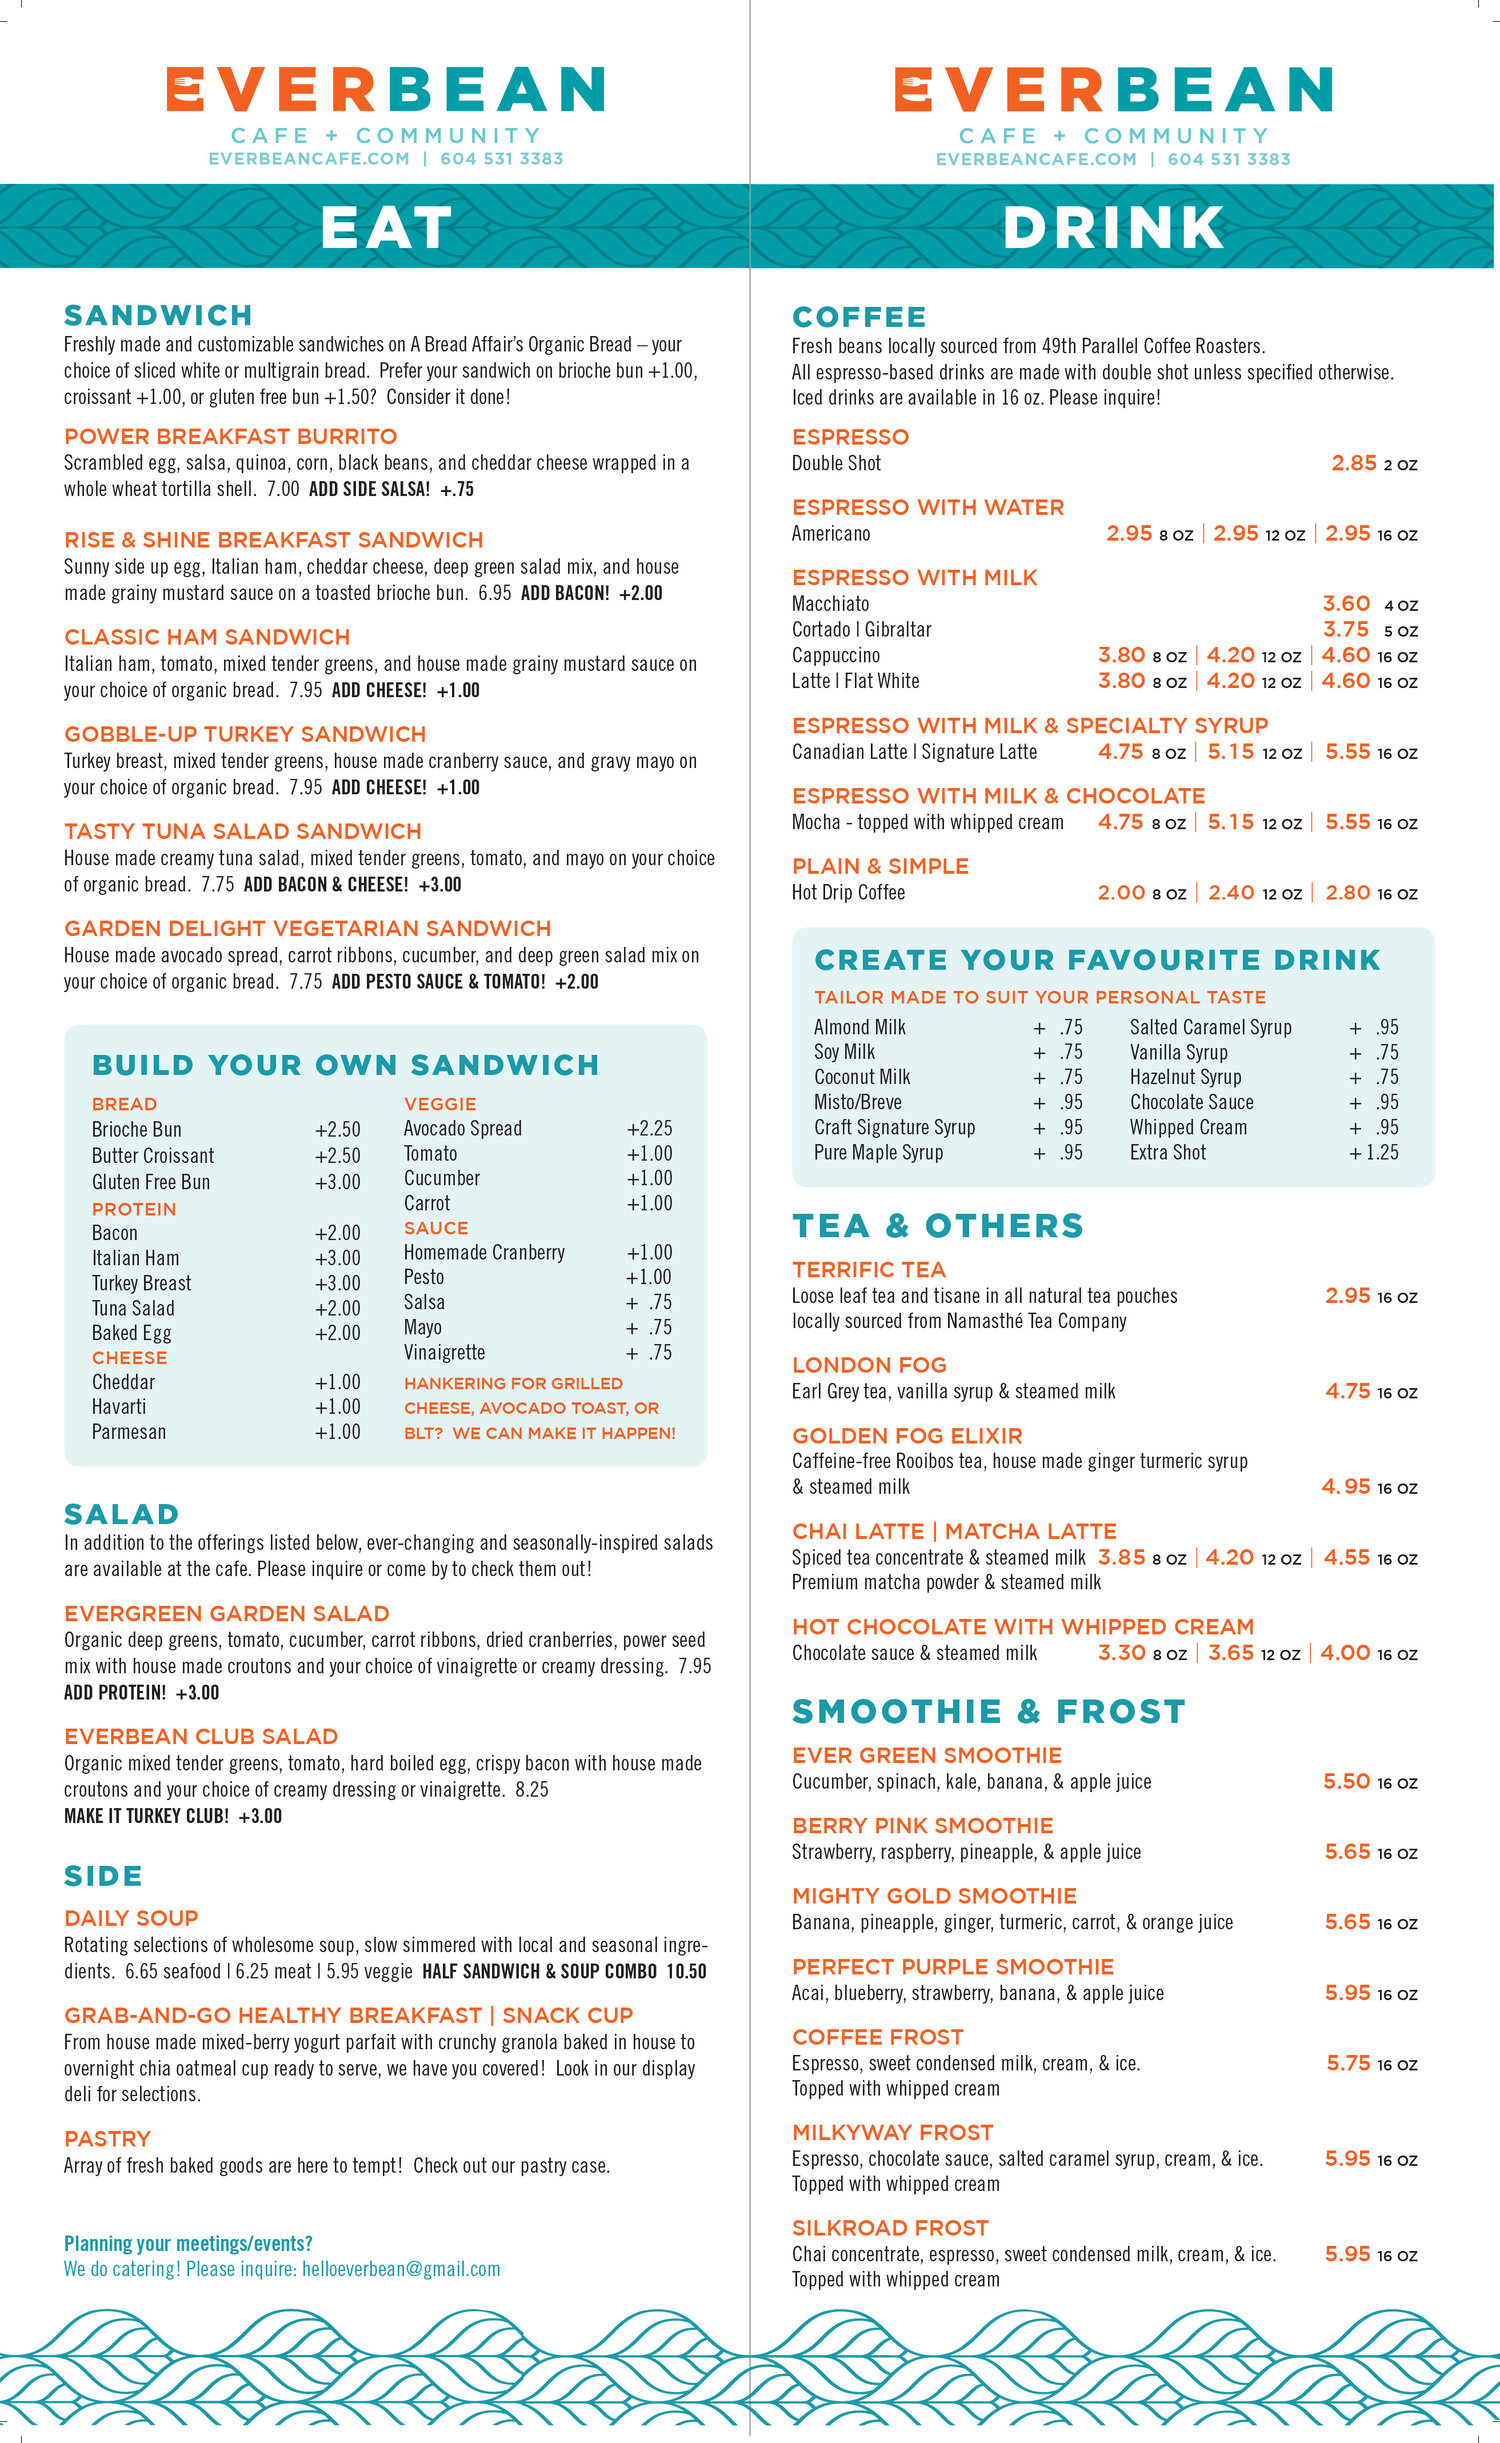 EVERBEAN
CAFE + COMMUNITY
EVERBEANCAFE.COM | 604 531 3383
EAT
SANDWICH
Freshly made and customizable sandwiches on A Bread Affair's Organic Bread – your
choice of sliced white or multigrain bread. Prefer your sandwich on brioche bun +1.00,
croissant +1.00, or gluten free bun +1.50? Consider it done!
POWER BREAKFAST BURRITO
Scrambled egg, salsa, quinoa, corn, black beans, and cheddar cheese wrapped in a
whole wheat tortilla shell. 7.00 ADD SIDE SALSA! +.75
RISE & SHINE BREAKFAST SANDWICH
Sunny side up egg, Italian ham, cheddar cheese, deep green salad mix, and house
made grainy mustard sauce on a toasted brioche bun. 6.95 ADD BACON! +2.00
CLASSIC HAM SANDWICH
Italian ham, tomato, mixed tender greens, and house made grainy mustard sauce on
your choice of organic bread. 7.95 ADD CHEESE! +1.00
GOBBLE-UP TURKEY SANDWICH
Turkey breast, mixed tender greens, house made cranberry sauce, and gravy mayo on
your choice of organic bread. 7.95 ADD CHEESE! +1.00
TASTY TUNA SALAD SANDWICH
House made creamy tuna salad, mixed tender greens, tomato, and mayo on your choice
of organic bread. 7.75 ADD BACON & CHEESE! +3.00
GARDEN DELIGHT VEGETARIAN SANDWICH
House made avocado spread, carrot ribbons, cucumber, and deep green salad mix on
your choice of organic bread. 7.75 ADD PESTO SAUCE & TOMATO! +2.00
BUILD YOUR OWN SANDWICH
BREAD
Brioche Bun +2.50
Butter Croissant +2.50
Gluten Free Bun +3.00
PROTEIN
Bacon +2.00
Italian Ham +3.00
Turkey Breast +3.00
Tuna Salad +2.00
Baked Egg +2.00
CHEESE
Cheddar +1.00
Havarti +1.00
Parmesan +1.00
VEGGIE
Avocado Spread +2.25
Tomato +1.00
Cucumber +1.00
Carrot +1.00
SAUCE
Homemade Cranberry +1.00
Pesto +1.00
Salsa + .75
Mayo + .75
Vinaigrette + .75
HANKERING FOR GRILLED
CHEESE, AVOCADO TOAST, OR
BLT? WE CAN MAKE IT HAPPEN!
SALAD
In addition to the offerings listed below, ever-changing and seasonally-inspired salads
are available at the cafe. Please inquire or come by to check them out!
EVERGREEN GARDEN SALAD
Organic deep greens, tomato, cucumber, carrot ribbons, dried cranberries, power seed
mix with house made croutons and your choice of vinaigrette or creamy dressing. 7.95
ADD PROTEIN! +3.00
EVERBEAN CLUB SALAD
Organic mixed tender greens, tomato, hard boiled egg, crispy bacon with house made
croutons and your choice of creamy dressing or vinaigrette. 8.25
MAKE IT TURKEY CLUB! +3.00
SIDE
DAILY SOUP
Rotating selections of wholesome soup, slow simmered with local and seasonal ingre-
dients. 6.65 seafood | 6.25 meat | 5.95 veggie HALF SANDWICH & SOUP COMBO 10.50
GRAB-AND-GO HEALTHY BREAKFAST | SNACK CUP
From house made mixed-berry yogurt parfait with crunchy granola baked in house to
overnight chia oatmeal cup ready to serve, we have you covered! Look in our display
deli for selections.
PASTRY
Array of fresh baked goods are here to tempt! Check out our pastry case.
Planning your meetings/events?
We do catering! Please inquire: helloeverbean@gmail.com
EVERBEAN
CAFE + COMMUNITY
EVERBEANCAFE.COM | 604 531 3383
DRINK
COFFEE
Fresh beans locally sourced from 49th Parallel Coffee Roasters.
All espresso-based drinks are made with double shot unless specified otherwise.
Iced drinks are available in 16 oz. Please inquire!
ESPRESSO
Double Shot 2.85 2 OZ
ESPRESSO WITH WATER
Americano 2.95 8 OZ | 2.95 12 OZ | 2.95 16 OZ
ESPRESSO WITH MILK
Macchiato 3.60 4 OZ
Cortado | Gibraltar 3.75 5 OZ
Cappuccino 3.80 8 OZ | 4.20 12 OZ | 4.60 16 OZ
Latte | Flat White 3.80 8 OZ | 4.20 12 OZ | 4.60 16 OZ
ESPRESSO WITH MILK & SPECIALTY SYRUP
Canadian Latte | Signature Latte 4.75 8 OZ | 5.15 12 OZ | 5.55 16 OZ
ESPRESSO WITH MILK & CHOCOLATE
Mocha - topped with whipped cream 4.75 8 OZ | 5.15 12 OZ | 5.55 16 OZ
PLAIN & SIMPLE
Hot Drip Coffee 2.00 8 OZ | 2.40 12 OZ | 2.80 16 OZ
CREATE YOUR FAVOURITE DRINK
TAILOR MADE TO SUIT YOUR PERSONAL TASTE
Almond Milk + .75
Soy Milk + .75
Coconut Milk + .75
Misto/Breve + .95
Craft Signature Syrup + .95
Pure Maple Syrup + .95
Salted Caramel Syrup + .95
Vanilla Syrup + .75
Hazelnut Syrup + .75
Chocolate Sauce + .95
Whipped Cream + .95
Extra Shot + 1.25
TEA & OTHERS
TERRIFIC TEA
Loose leaf tea and tisane in all natural tea pouches 2.95 16 OZ
locally sourced from Namasthé Tea Company
LONDON FOG
Earl Grey tea, vanilla syrup & steamed milk 4.75 16 OZ
GOLDEN FOG ELIXIR
Caffeine-free Rooibos tea, house made ginger turmeric syrup
& steamed milk 4.95 16 OZ
CHAI LATTE | MATCHA LATTE
Spiced tea concentrate & steamed milk 3.85 8 OZ | 4.20 12 OZ | 4.55 16 OZ
Premium matcha powder & steamed milk
HOT CHOCOLATE WITH WHIPPED CREAM
Chocolate sauce & steamed milk 3.30 8 OZ | 3.65 12 OZ | 4.00 16 OZ
SMOOTHIE & FROST
EVER GREEN SMOOTHIE
Cucumber, spinach, kale, banana, & apple juice 5.50 16 OZ
BERRY PINK SMOOTHIE
Strawberry, raspberry, pineapple, & apple juice 5.65 16 OZ
MIGHTY GOLD SMOOTHIE
Banana, pineapple, ginger, turmeric, carrot, & orange juice 5.65 16 OZ
PERFECT PURPLE SMOOTHIE
Acai, blueberry, strawberry, banana, & apple juice 5.95 16 OZ
COFFEE FROST
Espresso, sweet condensed milk, cream, & ice. 5.75 16 OZ
Topped with whipped cream
MILKYWAY FROST
Espresso, chocolate sauce, salted caramel syrup, cream, & ice. 5.95 16 OZ
Topped with whipped cream
SILKROAD FROST
Chai concentrate, espresso, sweet condensed milk, cream, & ice. 5.95 16 OZ
Topped with whipped cream